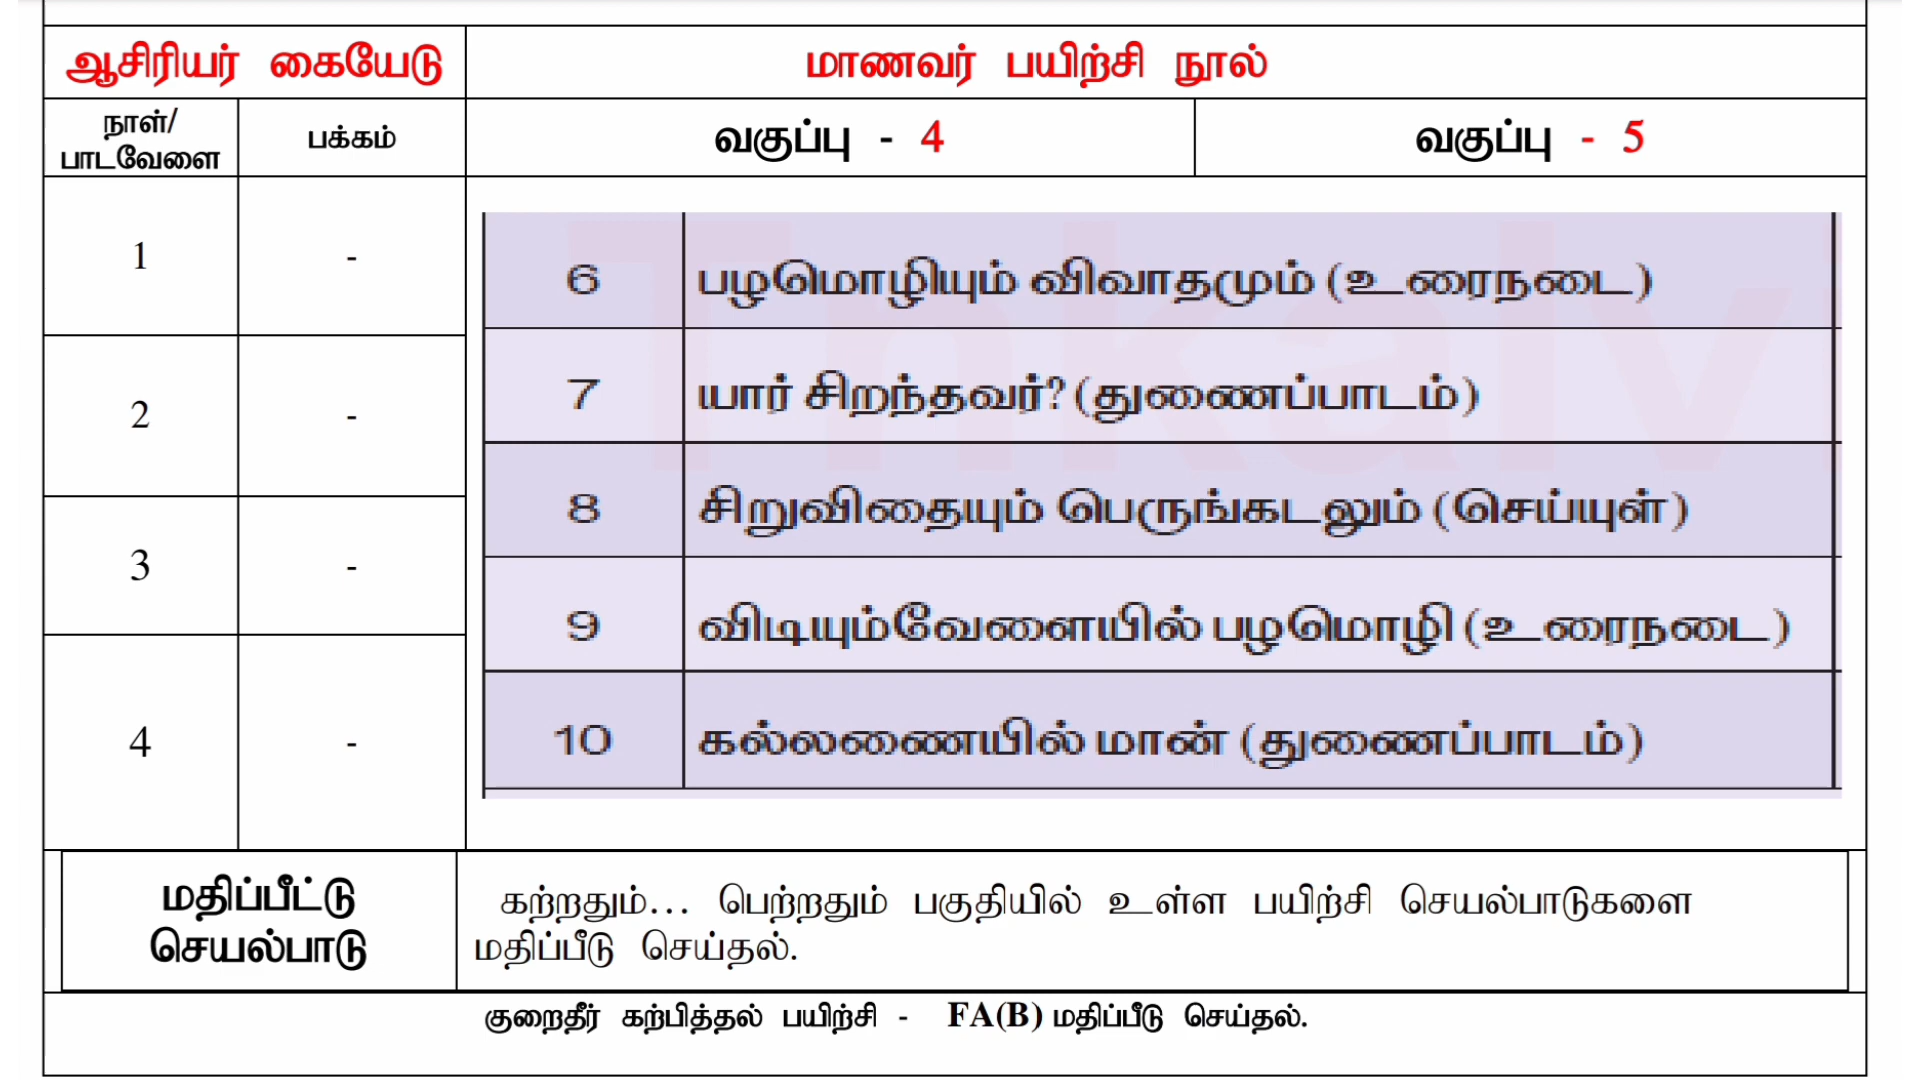 ஆசிரியர் கையேடு மாணவர் பயிற்சி நூல்
நாள்/
பாடவேளை பக்கம் வகுப்பு - 4 வகுப்பு - 5
1 - 6 பழமொழியும் விவாதமும் (உரைநடை)
2 - 7 யார் சிறந்தவர்? (துணைப்பாடம்)
3 - 8 சிறுவிதையும் பெருங்கடலும் (செய்யுள்)
9 விடியும்வேளையில் பழமொழி (உரைநடை)
4 - 10 கல்லணையில் மான் (துணைப்பாடம்)
மதிப்பீட்டு
செயல்பாடு
கற்றதும்... பெற்றதும் பகுதியில் உள்ள பயிற்சி செயல்பாடுகளை
மதிப்பீடு செய்தல்.
குறைதீர் கற்பித்தல் பயிற்சி - FA(B) மதிப்பீடு செய்தல்.
Tnkalvi